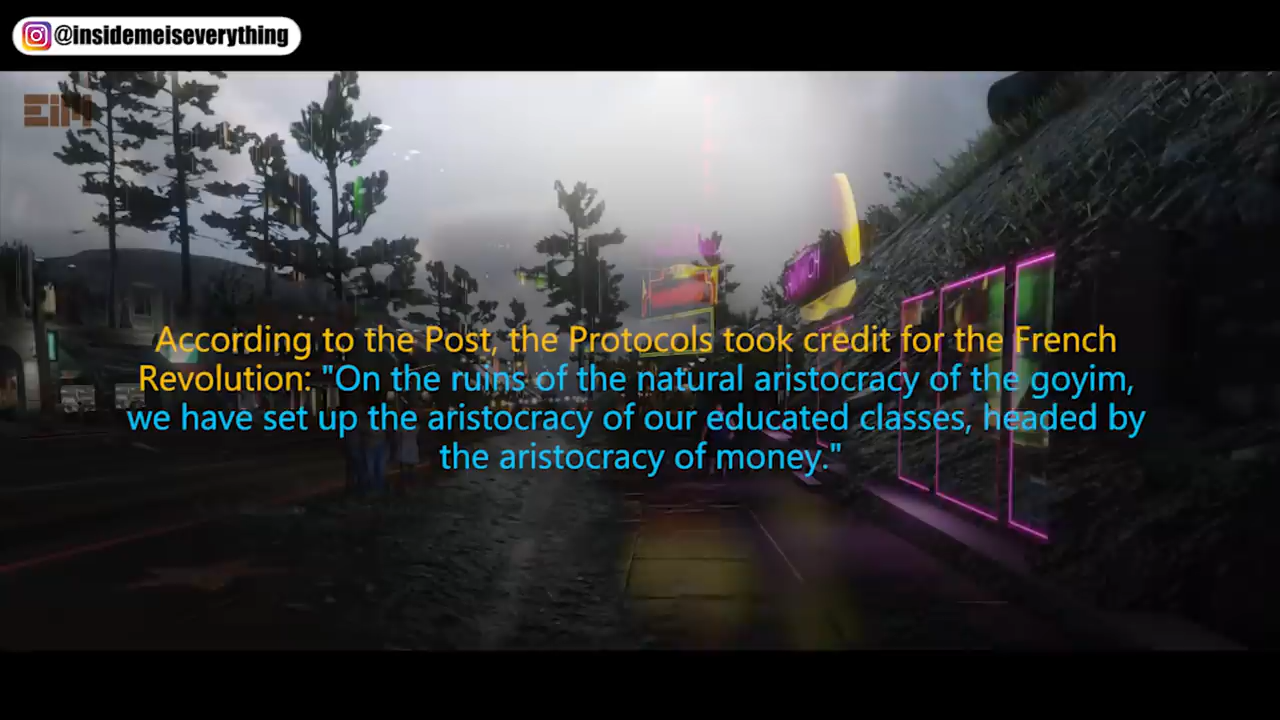 @insidemeiseverything
EiM
According to the Post, the Protocols took credit for the French
Revolution: "On the ruins of the natural aristocracy of the goyim,
we have set up the aristocracy of our educated classes, headed by
the aristocracy of money."